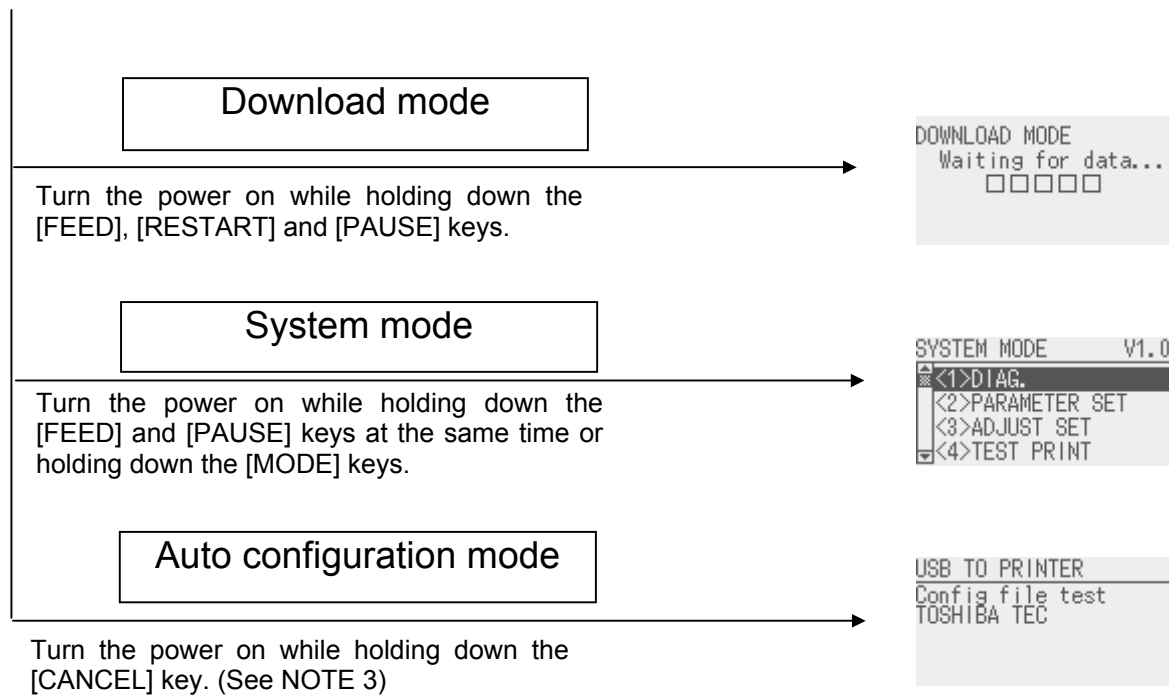 Download mode
Turn the power on while holding down the
[FEED], [RESTART] and [PAUSE] keys.
DOWNLOAD MODE
Waiting for data...
□□□□□
System mode
Turn the power on while holding down the
[FEED] and [PAUSE] keys at the same time or
holding down the [MODE] keys.
SYSTEM MODE V1.0
<1>DIAG.
<2>PARAMETER SET
<3>ADJUST SET
<4>TEST PRINT
Auto configuration mode
Turn the power on while holding down the
[CANCEL] key. (See NOTE 3)
USB TO PRINTER
Config file test
TOSHIBA TEC